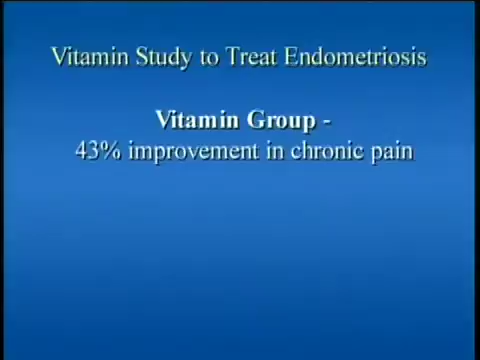 Vitamin Study to Treat Endometriosis
Vitamin Group -
43% improvement in chronic pain